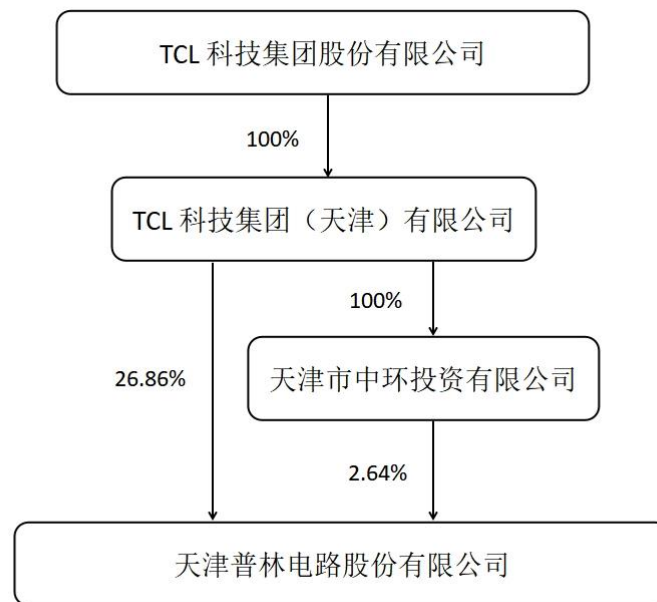 TCL 科技集团股份有限公司
100%
TCL 科技集团（天津）有限公司
100%
26.86%
天津市中环投资有限公司
2.64%
天津普林电路股份有限公司